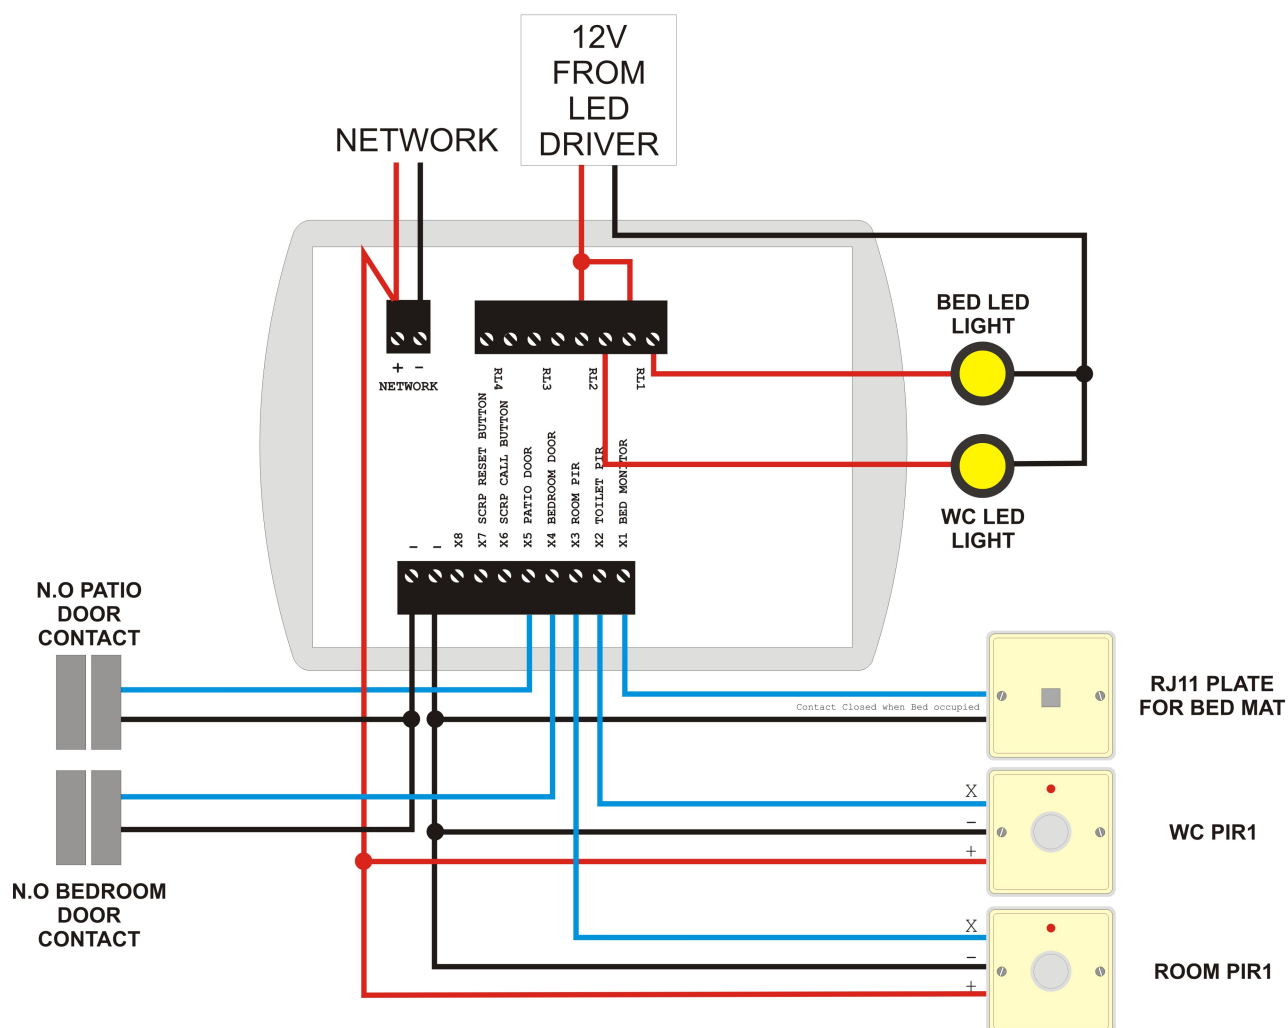 12V
FROM
LED
DRIVER
NETWORK
BED LED
LIGHT
+ -
NETWORK
RL4
RL3
RL2
RL1
WC LED
LIGHT
-
-
X8
X7 SCRP RESET BUTTON
X6 SCRP CALL BUTTON
X5 PATIO DOOR
X4 BEDROOM DOOR
X3 ROOM PIR
X2 TOILET PIR
X1 BED MONITOR
N.O PATIO
DOOR
CONTACT
RJ11 PLATE
FOR BED MAT
Contact Closed when Bed occupied
X
-
+
WC PIR1
N.O BEDROOM
DOOR
CONTACT
X
-
+
ROOM PIR1